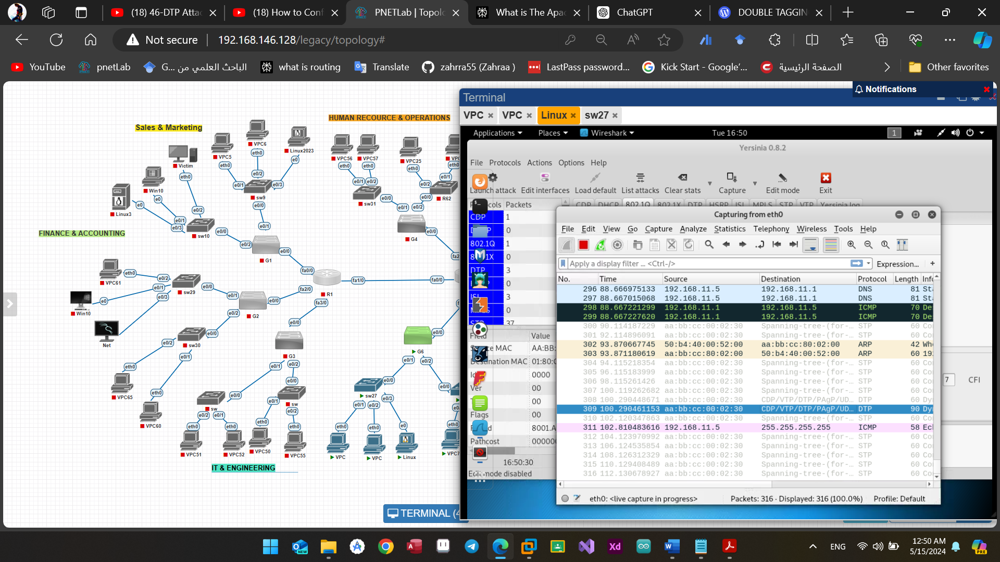 (18) 46-DTP Attac
(18) How to Conf
PNETLab | Topolo
What is The Apa
ChatGPT
DOUBLE TAGGIN
Not secure
192.168.146.128/legacy/topology#
YouTube
pnetLab
G... الباحث العلمي من
what is routing
Translate
zahrra55 (Zahraa )
LastPass password...
Kick Start - Google'...
الصفحة الرئيسية
Other favorites
Notifications
Terminal
VPC
VPC
Linux
sw27
Applications
Places
Wireshark
Tue 16:50
1
Yersinia 0.8.2
File Protocols Actions Options Help
Launch attack Edit interfaces Load default List attacks Clear stats Capture Edit mode Exit
cols Packets
CDP DHCP 802.1Q 802.1X DTP HSRP ISL MPLS STP VTP Yersinia log
CDP 1
0
802.1Q 1
0
DTP 3
0
3
0
37
Field Value
MAC AA:BB:
Destination MAC 01:80:C
0000
Ver 00
00
Flags 00
8001.A
Pathcost 000000
16:50:30
Edit mode disabled
7 CFI
Capturing from eth0
File Edit View Go Capture Analyze Statistics Telephony Wireless Tools Help
Apply a display filter ... <Ctrl-/>
Expression... +
No. Time Source Destination Protocol Length Info
296 88.666975133 192.168.11.5 192.168.11.1 DNS 81 Sta
297 88.667015068 192.168.11.5 192.168.11.1 DNS 81 Sta
298 88.667221299 192.168.11.1 192.168.11.5 ICMP 70 De
299 88.667227620 192.168.11.1 192.168.11.5 ICMP 70 De
300 90.114187229 aa:bb:cc:00:02:30 Spanning-tree-(for-… STP 60 Co
301 92.114896091 aa:bb:cc:00:02:30 Spanning-tree-(for-… STP 60 Co
302 93.870667745 50:b4:40:00:52:00 aa:bb:cc:80:02:00 ARP 42 Wh
303 93.871180619 aa:bb:cc:80:02:00 50:b4:40:00:52:00 ARP 60 19
304 94.115218354 aa:bb:cc:00:02:30 Spanning-tree-(for-… STP 60 Co
305 96.115183999 aa:bb:cc:00:02:30 Spanning-tree-(for-… STP 60 Co
306 98.115261426 aa:bb:cc:00:02:30 Spanning-tree-(for-… STP 60 Co
307 100.119262682 aa:bb:cc:00:02:30 Spanning-tree-(for-… STP 60 Co
308 100.290448671 aa:bb:cc:00:02:30 CDP/VTP/DTP/PAgP/UD… DTP 60 Dy
309 100.290461153 aa:bb:cc:00:02:30 CDP/VTP/DTP/PAgP/UD… DTP 90 Dy
310 102.120347863 aa:bb:cc:00:02:30 Spanning-tree-(for-… STP 60 Co
311 102.810483616 192.168.11.5 255.255.255.255 ICMP 58 Ec
312 104.123970992 aa:bb:cc:00:02:30 Spanning-tree-(for-… STP 60 Co
313 106.124535854 aa:bb:cc:00:02:30 Spanning-tree-(for-… STP 60 Co
314 108.126312329 aa:bb:cc:00:02:30 Spanning-tree-(for-… STP 60 Co
315 110.129408489 aa:bb:cc:00:02:30 Spanning-tree-(for-… STP 60 Co
316 112.130678927 aa:bb:cc:00:02:30 Spanning-tree-(for-… STP 60 Co
eth0: <live capture in progress>
Packets: 316 · Displayed: 316 (100.0%)
Profile: Default
Sales & Marketing
HUMAN RECOURCE & OPERATIONS
FINANCE & ACCOUNTING
IT & ENGINEERING
VPC5
VPC6
Linux2023
Victim
Win10
Linux3
sw9
sw10
G1
VPC56
VPC57
VPC25
sw31
R62
G4
R1
VPC61
sw29
Win10
Net
G2
sw30
VPC65
VPC60
G3
sw
sw
VPC51
VPC52
VPC50
VPC55
G6
sw27
VPC
VPC
Linux
VPC7
eth0
eth0
e0
e0/1
e0/2
e0/3
e0/0
e0/1
eth0
e0
e0
e0/2
e0/1
e0/3
e0/0
e0/2
e0/0
fa0/0
fa1/0
fa0/0
fa2/0
fa3/0
eth0
eth0
eth0
eth0
e0/1
e0/2
e0/0
e0/1
e0/2
e0/0
e0/2
e0/1
e0/0
eth0
e0
e0/2
e0/1
e0/3
e0/0
e0/1
e0/0
e0/2
e0/0
e0/2
e0/1
eth0
eth0
e0/0
e0/1
e0/2
e0/0
e0/0
e0/1
e0/2
e0/2
e0/1
eth0
eth0
eth0
eth0
e0/0
e0/1
e0/2
e0/0
e0/0
e0/1
e0/2
e0/3
eth0
eth0
e0
eth0
TERMINAL (4
ENG
12:50 AM
5/15/2024